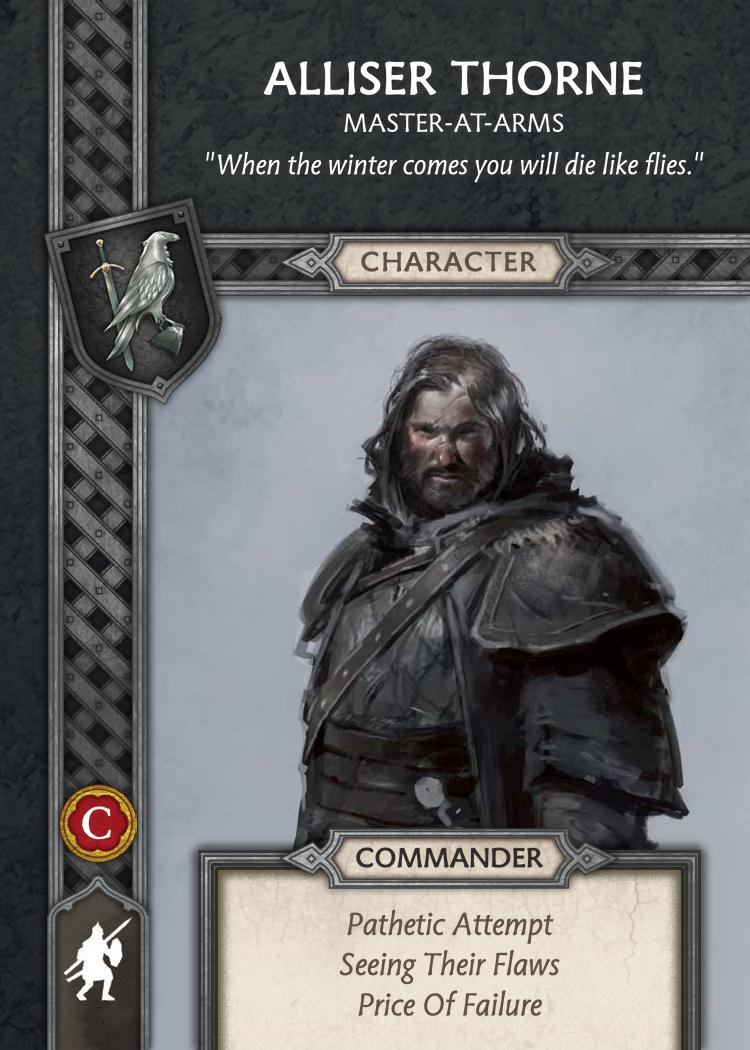 ALLISER THORNE
MASTER-AT-ARMS
"When the winter comes you will die like flies."
CHARACTER
C
COMMANDER
Pathetic Attempt
Seeing Their Flaws
Price Of Failure